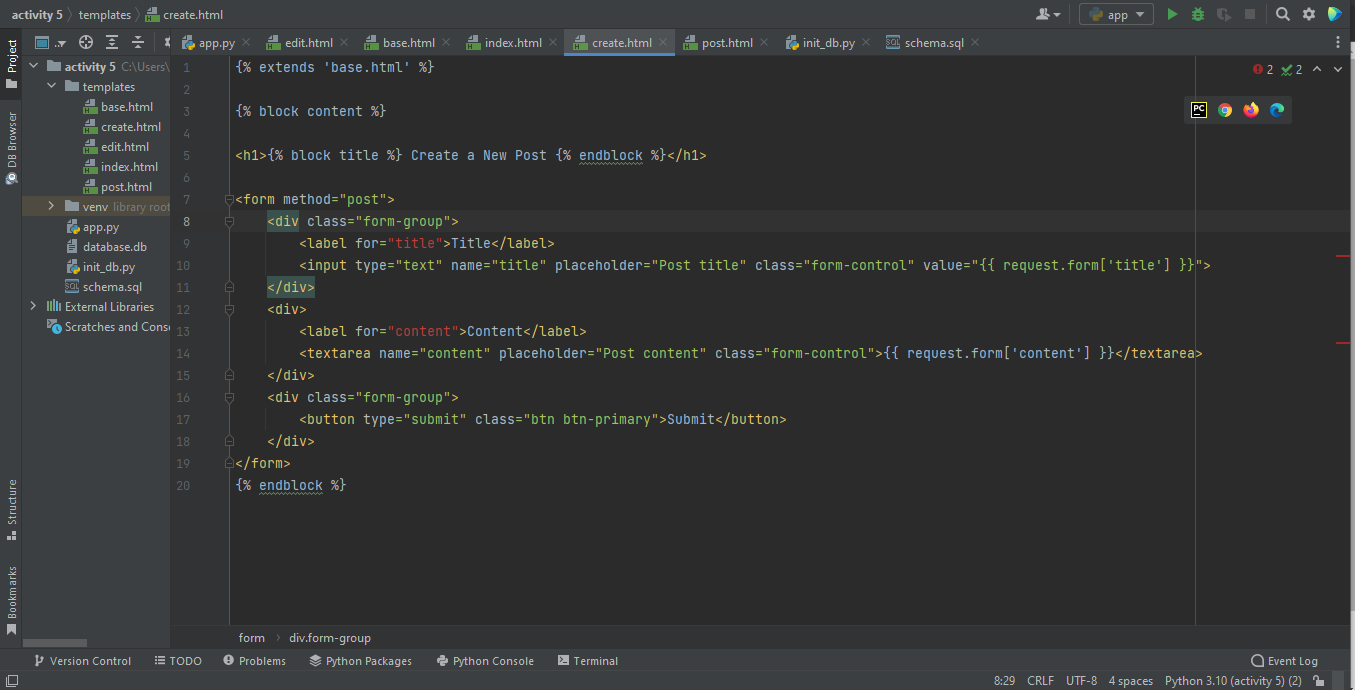 activity 5 templates create.html
app
Project
app.py edit.html base.html index.html create.html post.html init_db.py schema.sql
activity 5 C:\Users\
templates
base.html
create.html
edit.html
index.html
post.html
venv library root
app.py
database.db
init_db.py
schema.sql
External Libraries
Scratches and Conso
DB Browser
Structure
Bookmarks
2 2
1 {% extends 'base.html' %}
2
3 {% block content %}
4
5 <h1>{% block title %} Create a New Post {% endblock %}</h1>
6
7 <form method="post">
8 <div class="form-group">
9 <label for="title">Title</label>
10 <input type="text" name="title" placeholder="Post title" class="form-control" value="{{ request.form['title'] }}">
11 </div>
12 <div>
13 <label for="content">Content</label>
14 <textarea name="content" placeholder="Post content" class="form-control">{{ request.form['content'] }}</textarea>
15 </div>
16 <div class="form-group">
17 <button type="submit" class="btn btn-primary">Submit</button>
18 </div>
19 </form>
20 {% endblock %}
PC
form div.form-group
Version Control TODO Problems Python Packages Python Console Terminal Event Log
8:29 CRLF UTF-8 4 spaces Python 3.10 (activity 5) (2)